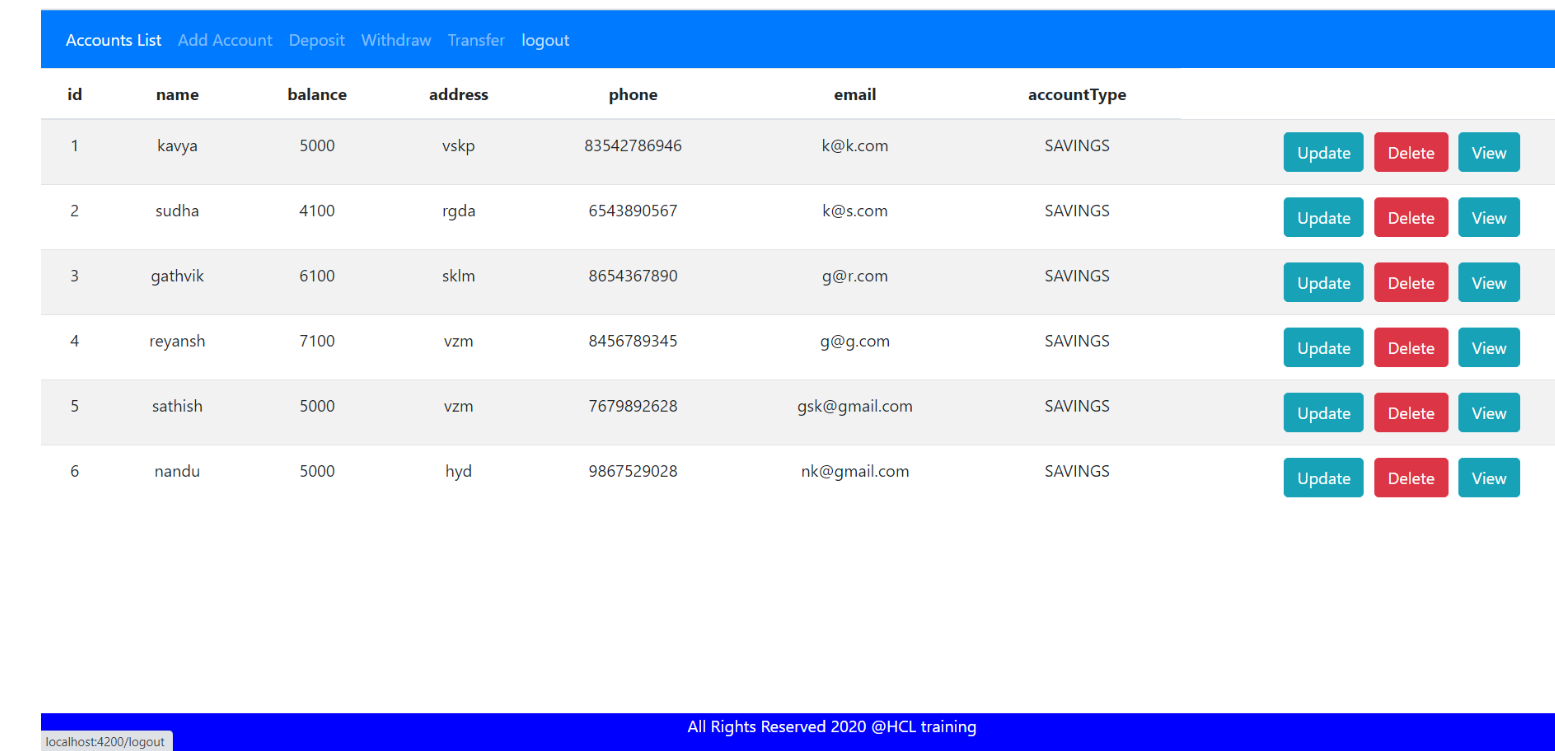 Accounts List Add Account Deposit Withdraw Transfer logout
id name balance address phone email accountType
1 kavya 5000 vskp 83542786946 k@k.com SAVINGS Update Delete View
2 sudha 4100 rgda 6543890567 k@s.com SAVINGS Update Delete View
3 gathvik 6100 sklm 8654367890 g@r.com SAVINGS Update Delete View
4 reyansh 7100 vzm 8456789345 g@g.com SAVINGS Update Delete View
5 sathish 5000 vzm 7679892628 gsk@gmail.com SAVINGS Update Delete View
6 nandu 5000 hyd 9867529028 nk@gmail.com SAVINGS Update Delete View
All Rights Reserved 2020 @HCL training
localhost:4200/logout